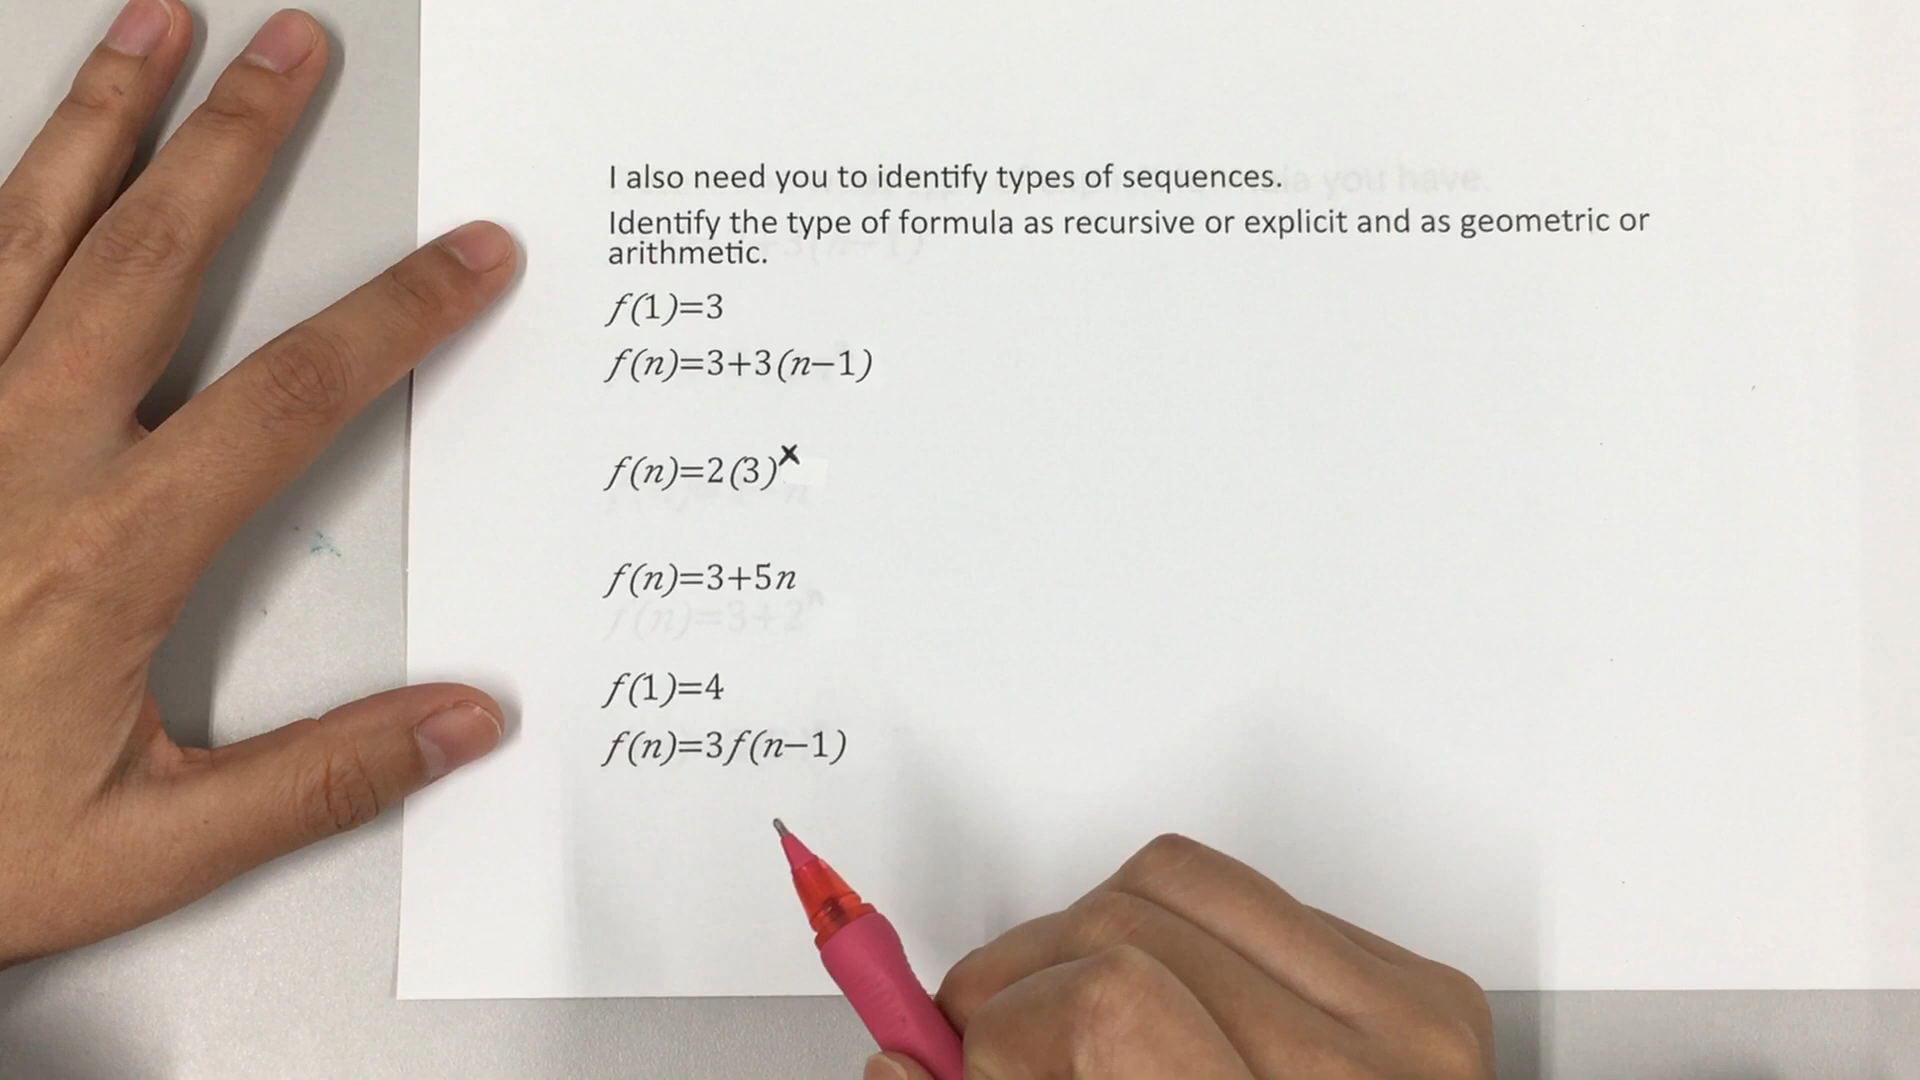 I also need you to identify types of sequences.
Identify the type of formula as recursive or explicit and as geometric or
arithmetic.
f(1)=3
f(n)=3+3(n−1)
f(n)=2(3)^x
f(n)=3+5n
f(1)=4
f(n)=3f(n−1)